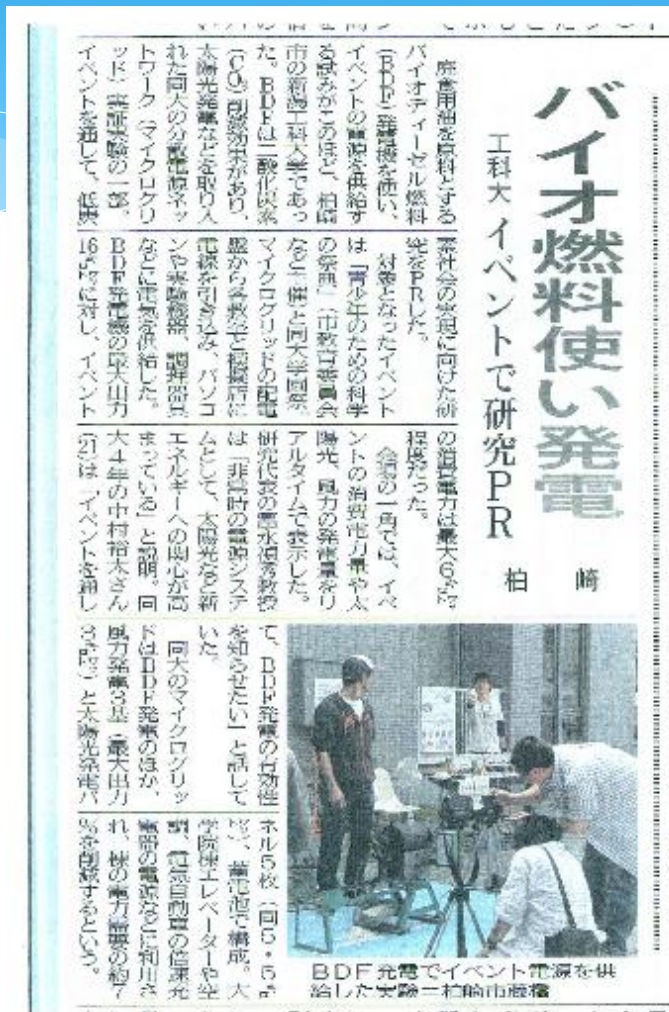 バイオ燃料使い発電
工科大 イベントで研究PR
柏崎
廃食用油を原料とする
バイオディーゼル燃料
(BDF)発電機を使い、
イベントの電源を供給す
る試みがこのほど、柏崎
市の新潟工科大学であっ
た。BDFは二酸化炭素
(CO₂)削減効果があり、
太陽光発電などを取り入
れた同大の分散電源ネッ
トワーク(マイクログリ
ッド)実証実験の一部。
イベントを通して、低炭
素社会の実現に向けた研
究をPRした。
対象となったイベント
は「青少年のための科学
の祭典」(市教育委員会
など主催)と同大学園祭。
マイクログリッドの配電
盤から各教室と模擬店に
電源を引き込み、パソコ
ンや実験機器、調理器具
などに電気を供給した。
BDF発電機の最大出力
16㌔㍗に対し、イベント
の消費電力は最大6㌔㍗
程度だった。
会場の一角では、イベ
ントの消費電力量や太
陽光、風力の発電量をリ
アルタイムで表示した。
研究代表の 教授
は「非常時の電源システ
ムとして、太陽光など新
エネルギーへの関心が高
まっている」と説明。同
大4年の中村裕太さん
(21)は「イベントを通し
て、BDF発電の有効性
を知らせたい」と話して
いた。
同大のマイクログリッ
ドはBDF発電のほか、
風力発電3基(最大出力
3㌔㍗)と太陽光発電パ
ネル5枚(同5・5㌔
㍗)、蓄電池で構成。大
学院棟エレベーターや空
調、電気自動車の倍速充
電器の電源などに利用さ
れ、棟の電力需要の約7
%を削減するという。
BDF発電でイベント電源を供
給した実験=柏崎市藤橋